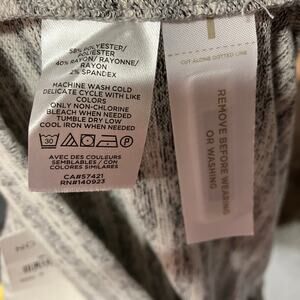 58% POLYESTER/
POLIESTER
40% RAYON/RAYONNE/
RAYON
2% SPANDEX
MACHINE WASH COLD
DELICATE CYCLE WITH LIKE
COLORS
ONLY NON-CHLORINE
BLEACH WHEN NEEDED
TUMBLE DRY LOW
COOL IRON WHEN NEEDED
30
AVEC DES COULEURS
SEMBLABLES / CON
COLORES SIMILARES
CA#57421
RN#140923
CUT ALONG DOTTED LINE
REMOVE BEFORE WEARING
OR WASHING